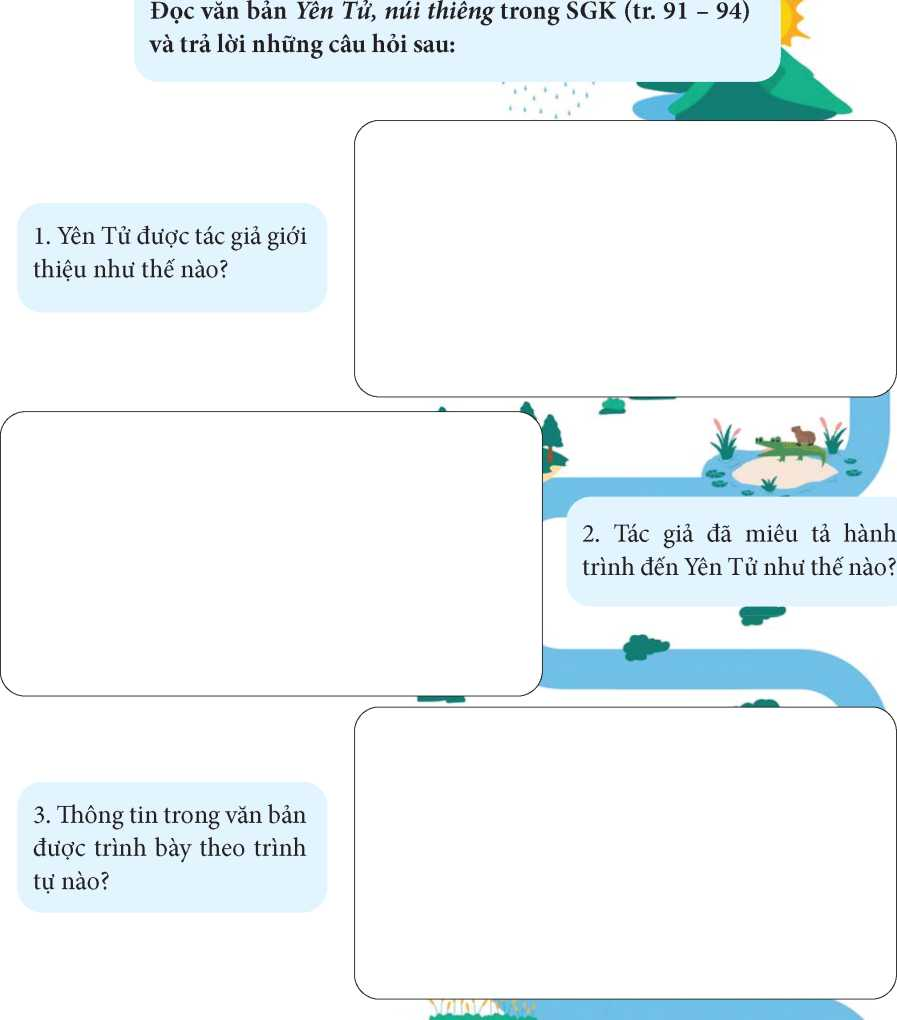 Đọc văn bản Yên Tử, núi thiêng trong SGK (tr. 91 – 94)
và trả lời những câu hỏi sau:
1. Yên Tử được tác giả giới
thiệu như thế nào?
2. Tác giả đã miêu tả hành
trình đến Yên Tử như thế nào?
3. Thông tin trong văn bản
được trình bày theo trình
tự nào?